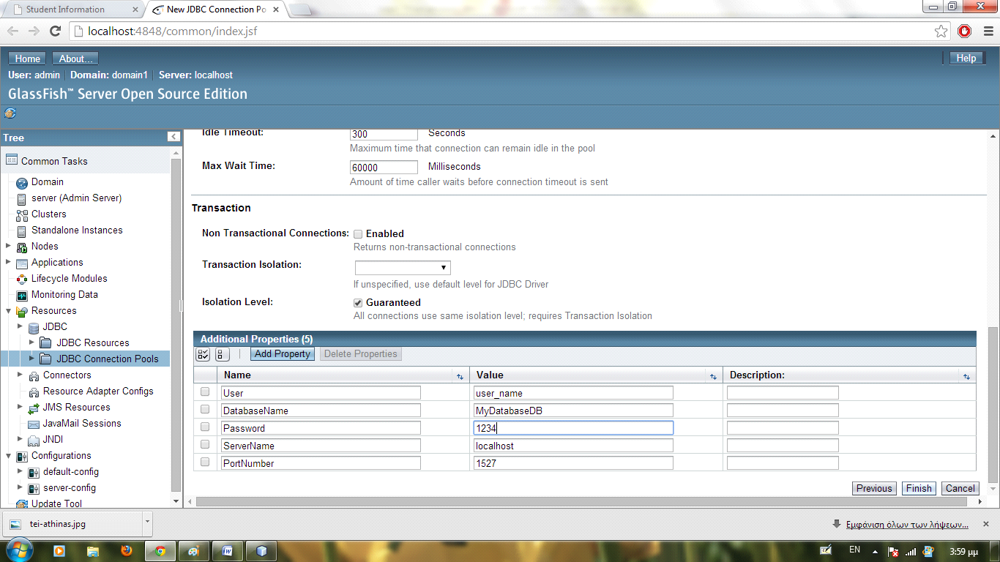 Student Information
New JDBC Connection Po
localhost:4848/common/index.jsf
Home About...
Help
User: admin Domain: domain1 Server: localhost
GlassFish™ Server Open Source Edition
Tree
Common Tasks
Domain
server (Admin Server)
Clusters
Standalone Instances
Nodes
Applications
Lifecycle Modules
Monitoring Data
Resources
JDBC
JDBC Resources
JDBC Connection Pools
Connectors
Resource Adapter Configs
JMS Resources
JavaMail Sessions
JNDI
Configurations
default-config
server-config
Update Tool
Idle Timeout: 300 Seconds
Maximum time that connection can remain idle in the pool
Max Wait Time: 60000 Milliseconds
Amount of time caller waits before connection timeout is sent
Transaction
Non Transactional Connections: Enabled
Returns non-transactional connections
Transaction Isolation:
If unspecified, use default level for JDBC Driver
Isolation Level: Guaranteed
All connections use same isolation level; requires Transaction Isolation
Additional Properties (5)
Add Property Delete Properties
Name Value Description:
User user_name
DatabaseName MyDatabaseDB
Password 1234
ServerName localhost
PortNumber 1527
Previous Finish Cancel
tei-athinas.jpg
Εμφάνιση όλων των λήψεων...
EN
3:59 μμ